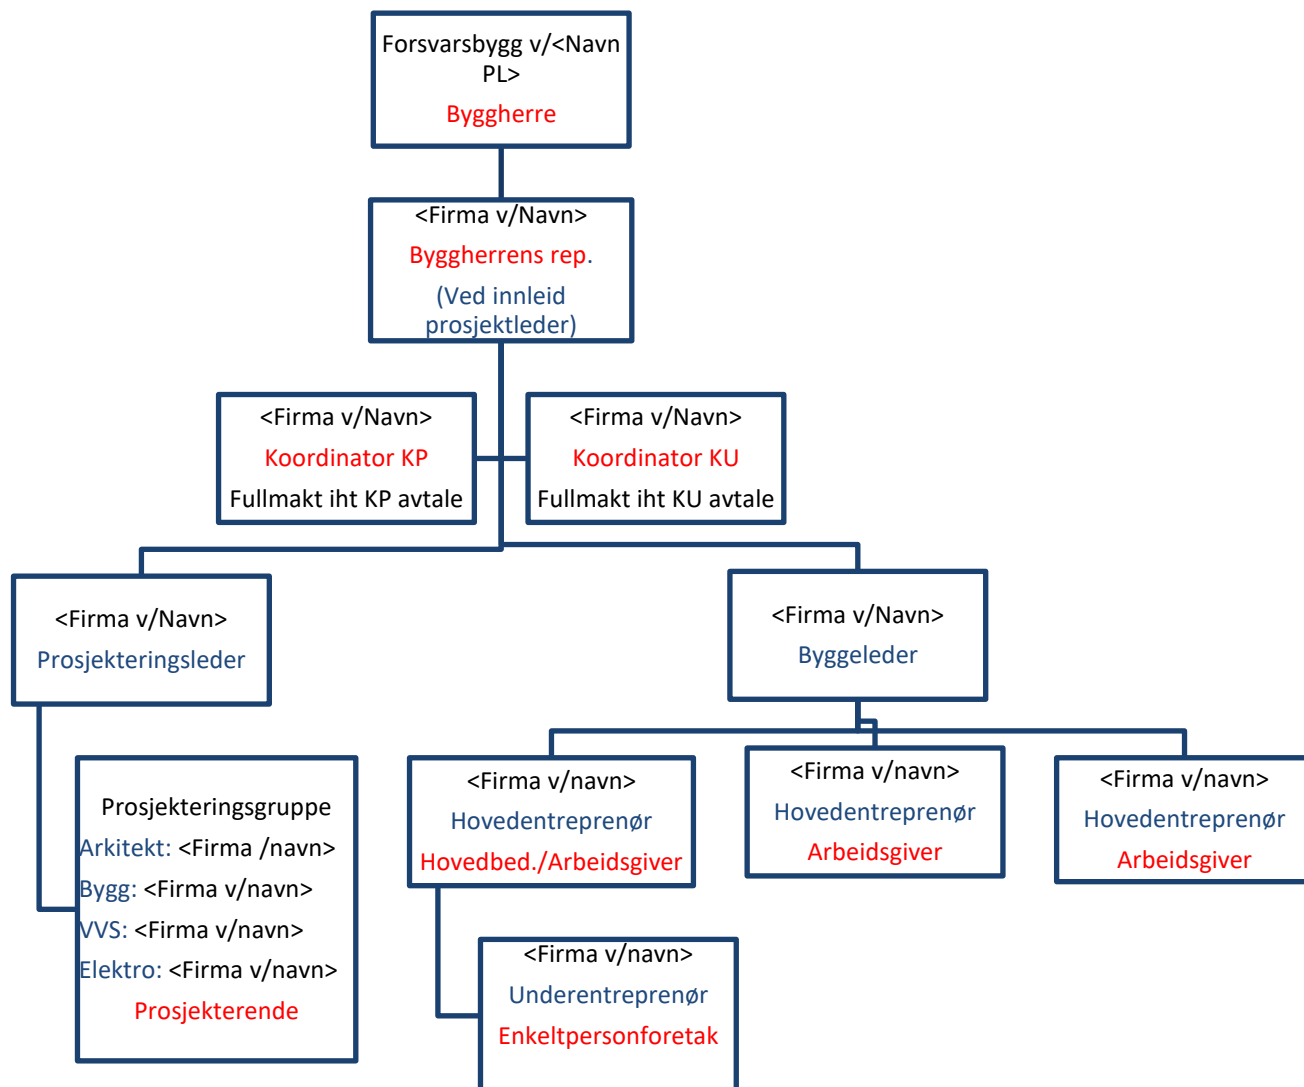 Forsvarsbygg v/<Navn
PL>
Byggherre
<Firma v/Navn>
Byggherrens rep.
(Ved innleid
prosjektleder)
<Firma v/Navn>
Koordinator KP
Fullmakt iht KP avtale
<Firma v/Navn>
Koordinator KU
Fullmakt iht KU avtale
<Firma v/Navn>
Prosjekteringsleder
<Firma v/Navn>
Byggeleder
Prosjekteringsgruppe
Arkitekt: <Firma /navn>
Bygg: <Firma v/navn>
VVS: <Firma v/navn>
Elektro: <Firma v/navn>
Prosjekterende
<Firma v/navn>
Hovedentreprenør
Hovedbed./Arbeidsgiver
<Firma v/navn>
Hovedentreprenør
Arbeidsgiver
<Firma v/navn>
Hovedentreprenør
Arbeidsgiver
<Firma v/navn>
Underentreprenør
Enkeltpersonforetak